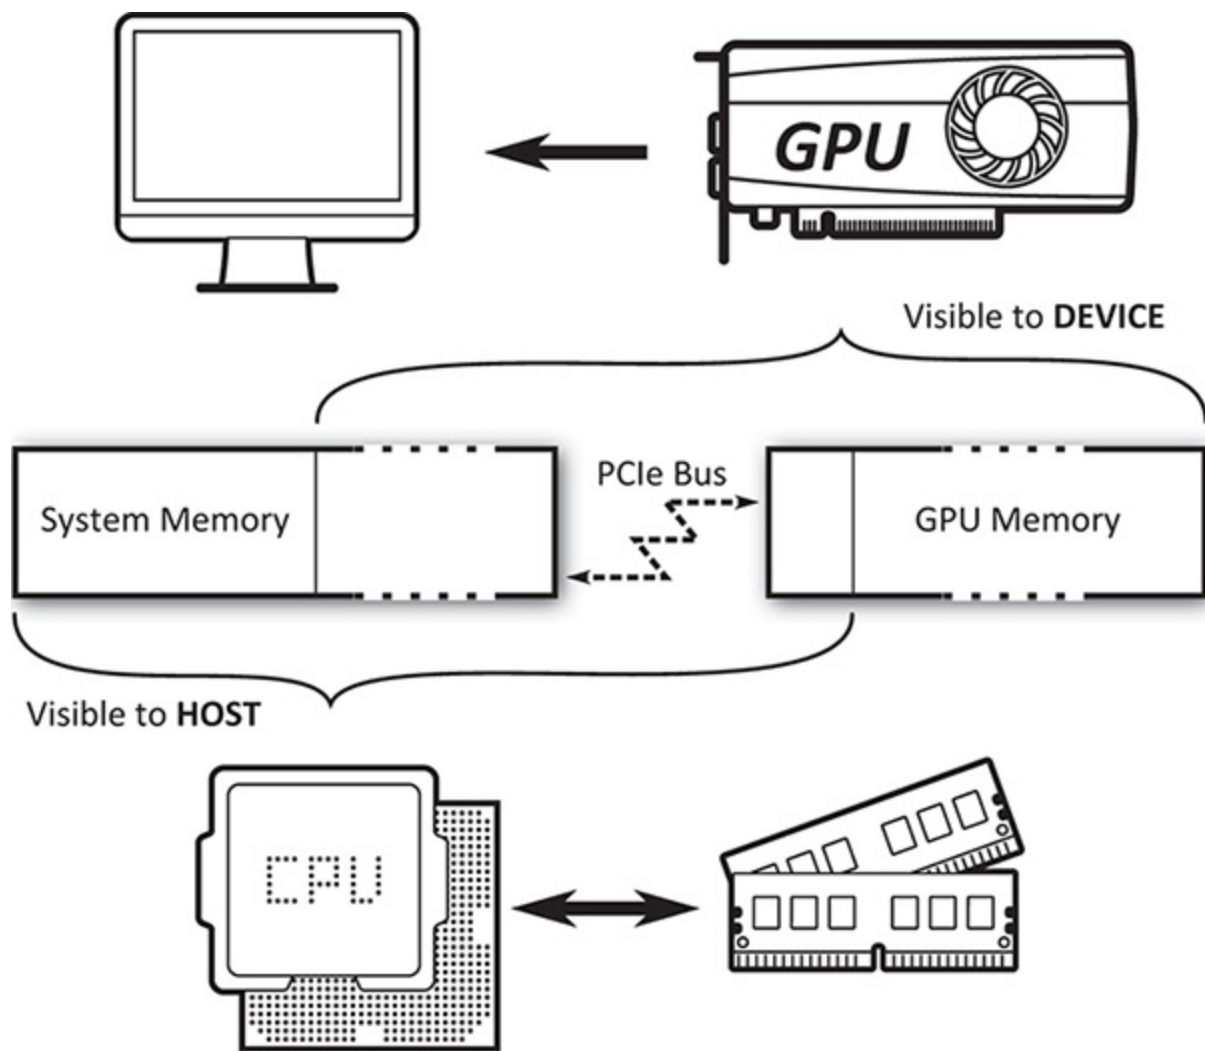 GPU
Visible to DEVICE
PCIe Bus
System Memory
GPU Memory
Visible to HOST
CPU